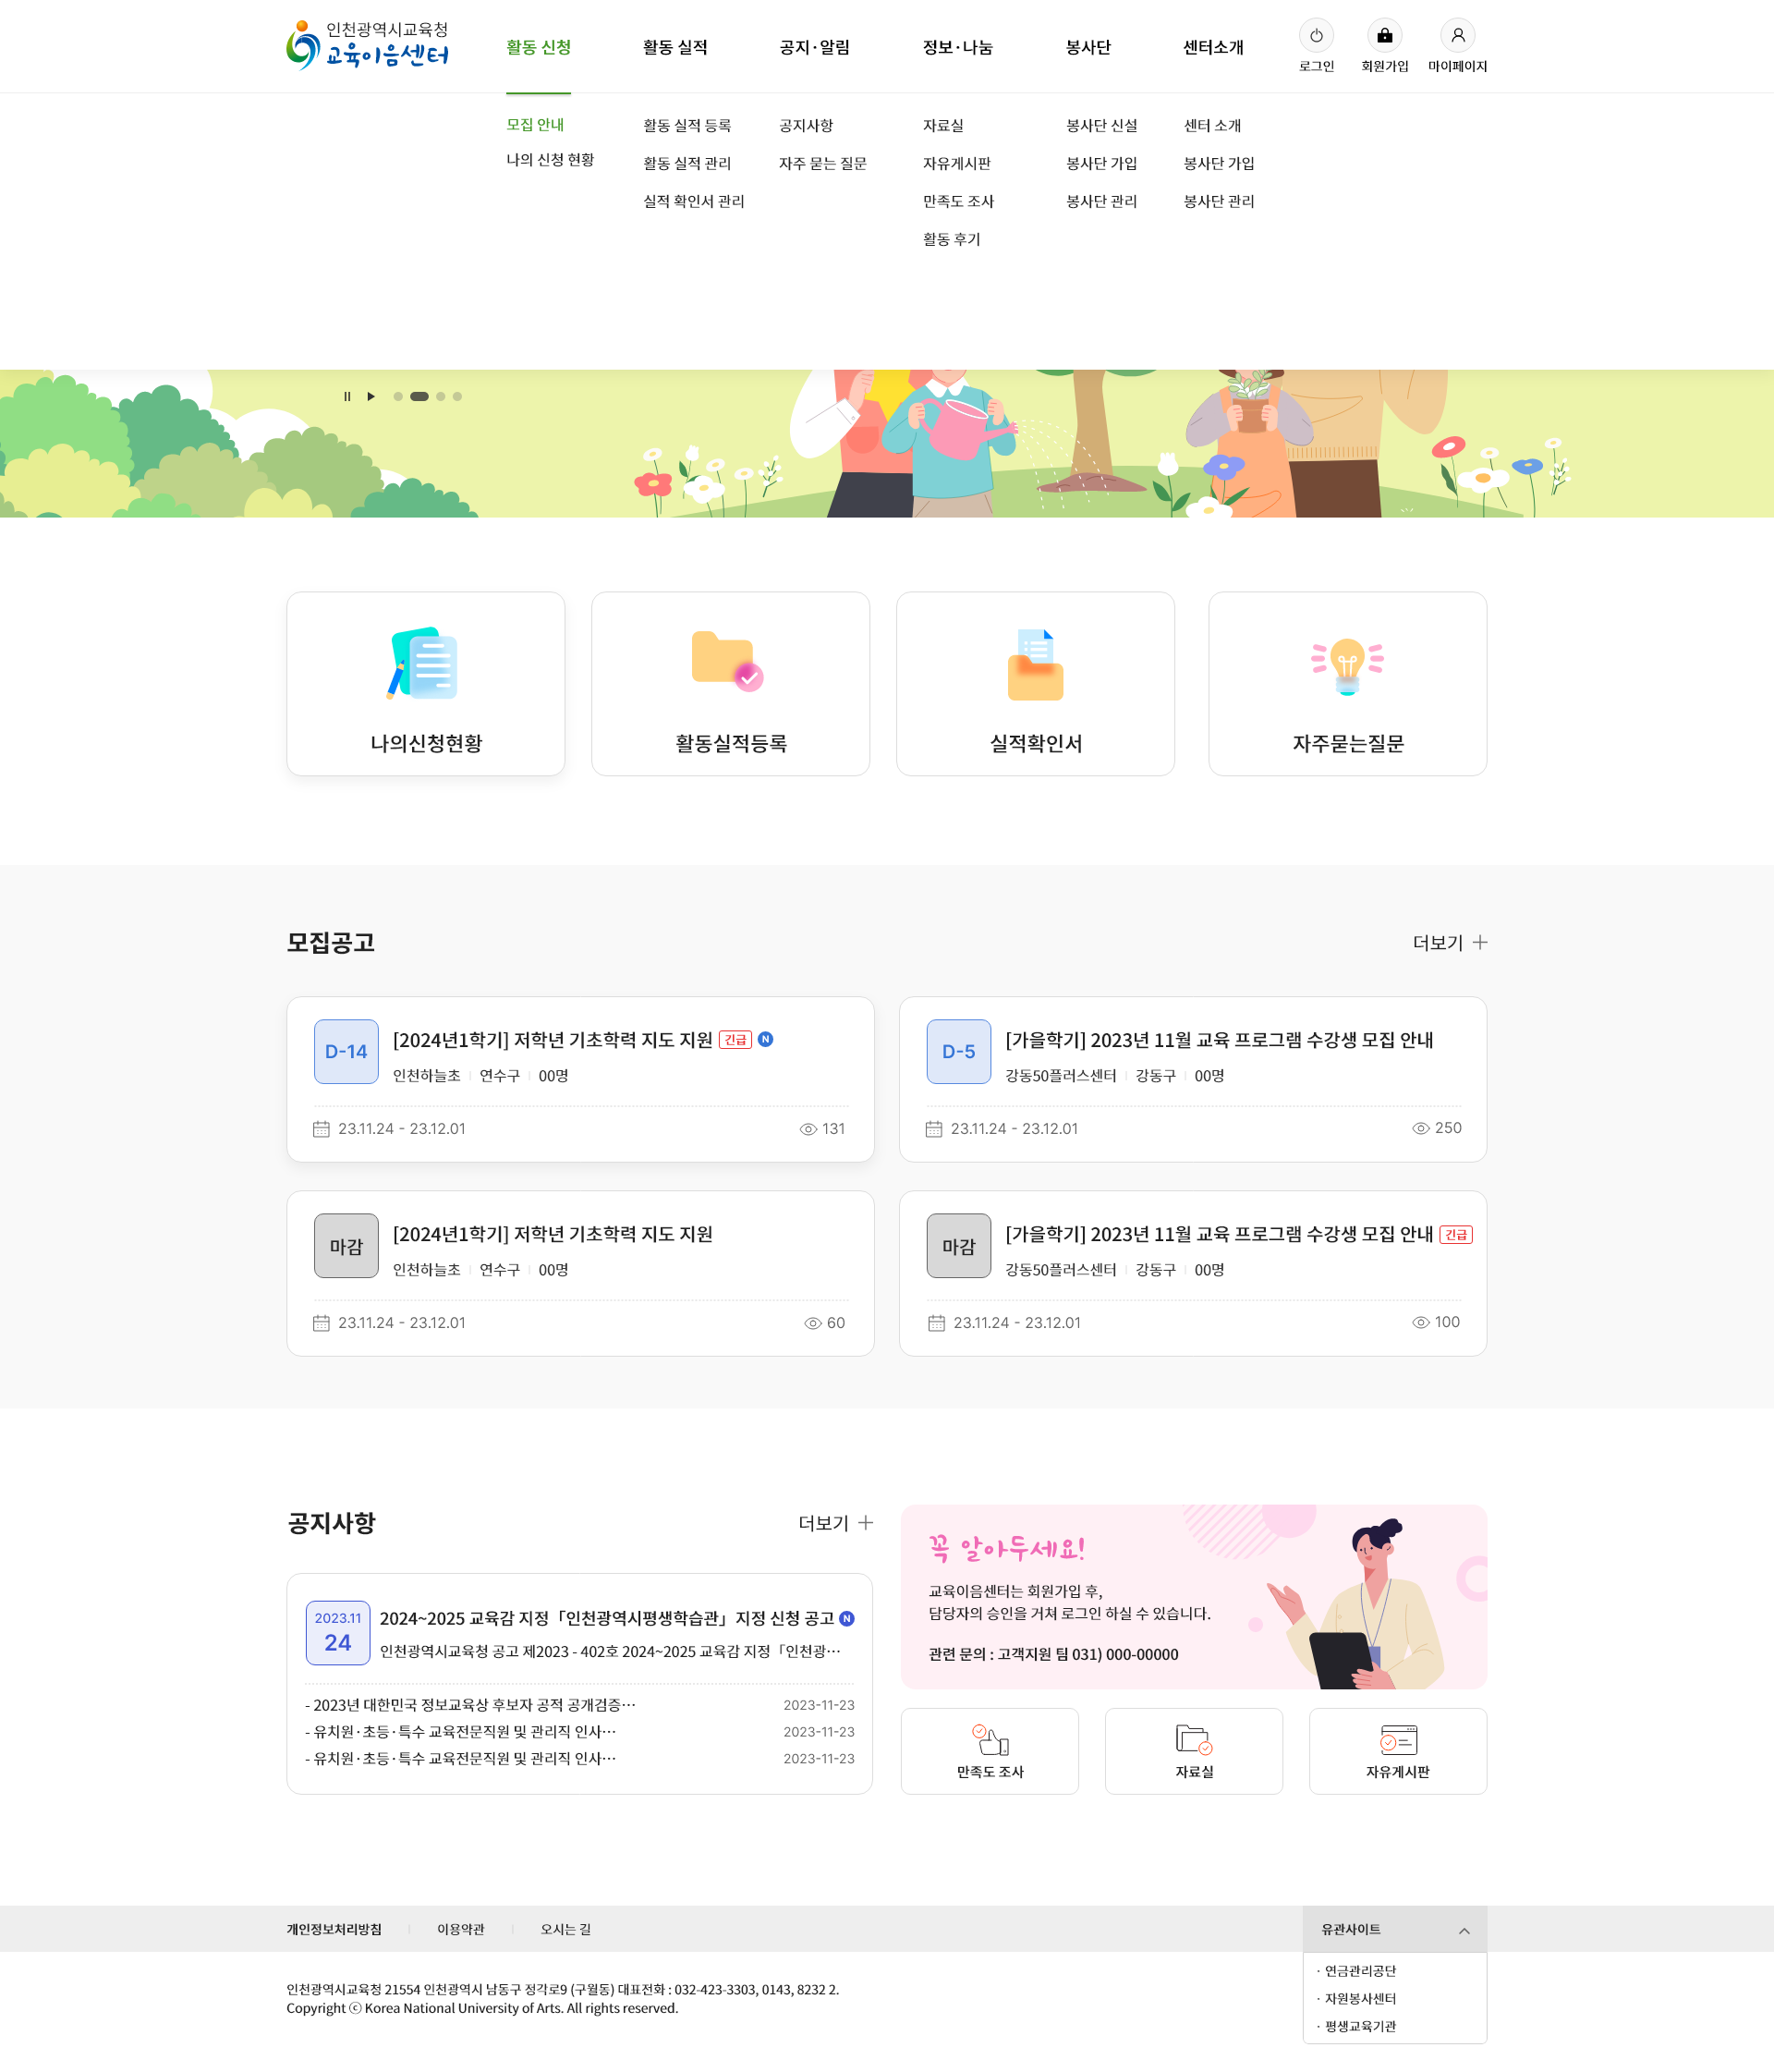 인천광역시교육청
교육이음센터
활동 신청
활동 실적
공지·알림
정보·나눔
봉사단
센터소개
로그인
회원가입
마이페이지
모집 안내
나의 신청 현황
활동 실적 등록
활동 실적 관리
실적 확인서 관리
공지사항
자주 묻는 질문
자료실
자유게시판
만족도 조사
활동 후기
봉사단 신설
봉사단 가입
봉사단 관리
센터 소개
봉사단 가입
봉사단 관리
나의신청현황
활동실적등록
실적확인서
자주묻는질문
모집공고
더보기
D-14
[2024년1학기] 저학년 기초학력 지도 지원 긴급 N
인천하늘초 연수구 00명
23.11.24 - 23.12.01
131
D-5
[가을학기] 2023년 11월 교육 프로그램 수강생 모집 안내
강동50플러스센터 강동구 00명
23.11.24 - 23.12.01
250
마감
[2024년1학기] 저학년 기초학력 지도 지원
인천하늘초 연수구 00명
23.11.24 - 23.12.01
60
마감
[가을학기] 2023년 11월 교육 프로그램 수강생 모집 안내 긴급
강동50플러스센터 강동구 00명
23.11.24 - 23.12.01
100
공지사항
더보기
2023.11
24
2024~2025 교육감 지정「인천광역시평생학습관」지정 신청 공고 N
인천광역시교육청 공고 제2023 - 402호 2024~2025 교육감 지정「인천광…
- 2023년 대한민국 정보교육상 후보자 공적 공개검증… 2023-11-23
- 유치원·초등·특수 교육전문직원 및 관리직 인사… 2023-11-23
- 유치원·초등·특수 교육전문직원 및 관리직 인사… 2023-11-23
꼭 알아두세요!
교육이음센터는 회원가입 후,
담당자의 승인을 거쳐 로그인 하실 수 있습니다.
관련 문의 : 고객지원 팀 031) 000-00000
만족도 조사
자료실
자유게시판
개인정보처리방침
이용약관
오시는 길
유관사이트
· 연금관리공단
· 자원봉사센터
· 평생교육기관
인천광역시교육청 21554 인천광역시 남동구 정각로9 (구월동) 대표전화 : 032-423-3303, 0143, 8232 2.
Copyright ⓒ Korea National University of Arts. All rights reserved.